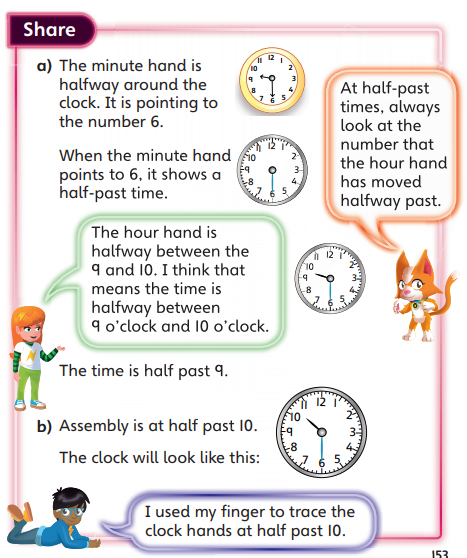 Share
a) The minute hand is
halfway around the
clock. It is pointing to
the number 6.
When the minute hand
points to 6, it shows a
half-past time.
At half-past
times, always
look at the
number that
the hour hand
has moved
halfway past.
The hour hand is
halfway between the
9 and 10. I think that
means the time is
halfway between
9 o'clock and 10 o'clock.
The time is half past 9.
b) Assembly is at half past 10.
The clock will look like this:
I used my finger to trace the
clock hands at half past 10.
153